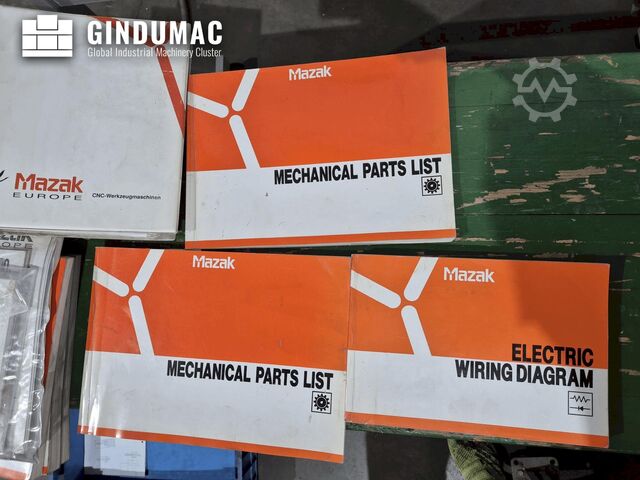 GINDUMAC
Global Industrial Machinery Cluster
Mazak
MECHANICAL PARTS LIST
Mazak
EUROPE
CNC-Werkzeugmaschinen
Mazak
MECHANICAL PARTS LIST
Mazak
ELECTRIC
WIRING DIAGRAM